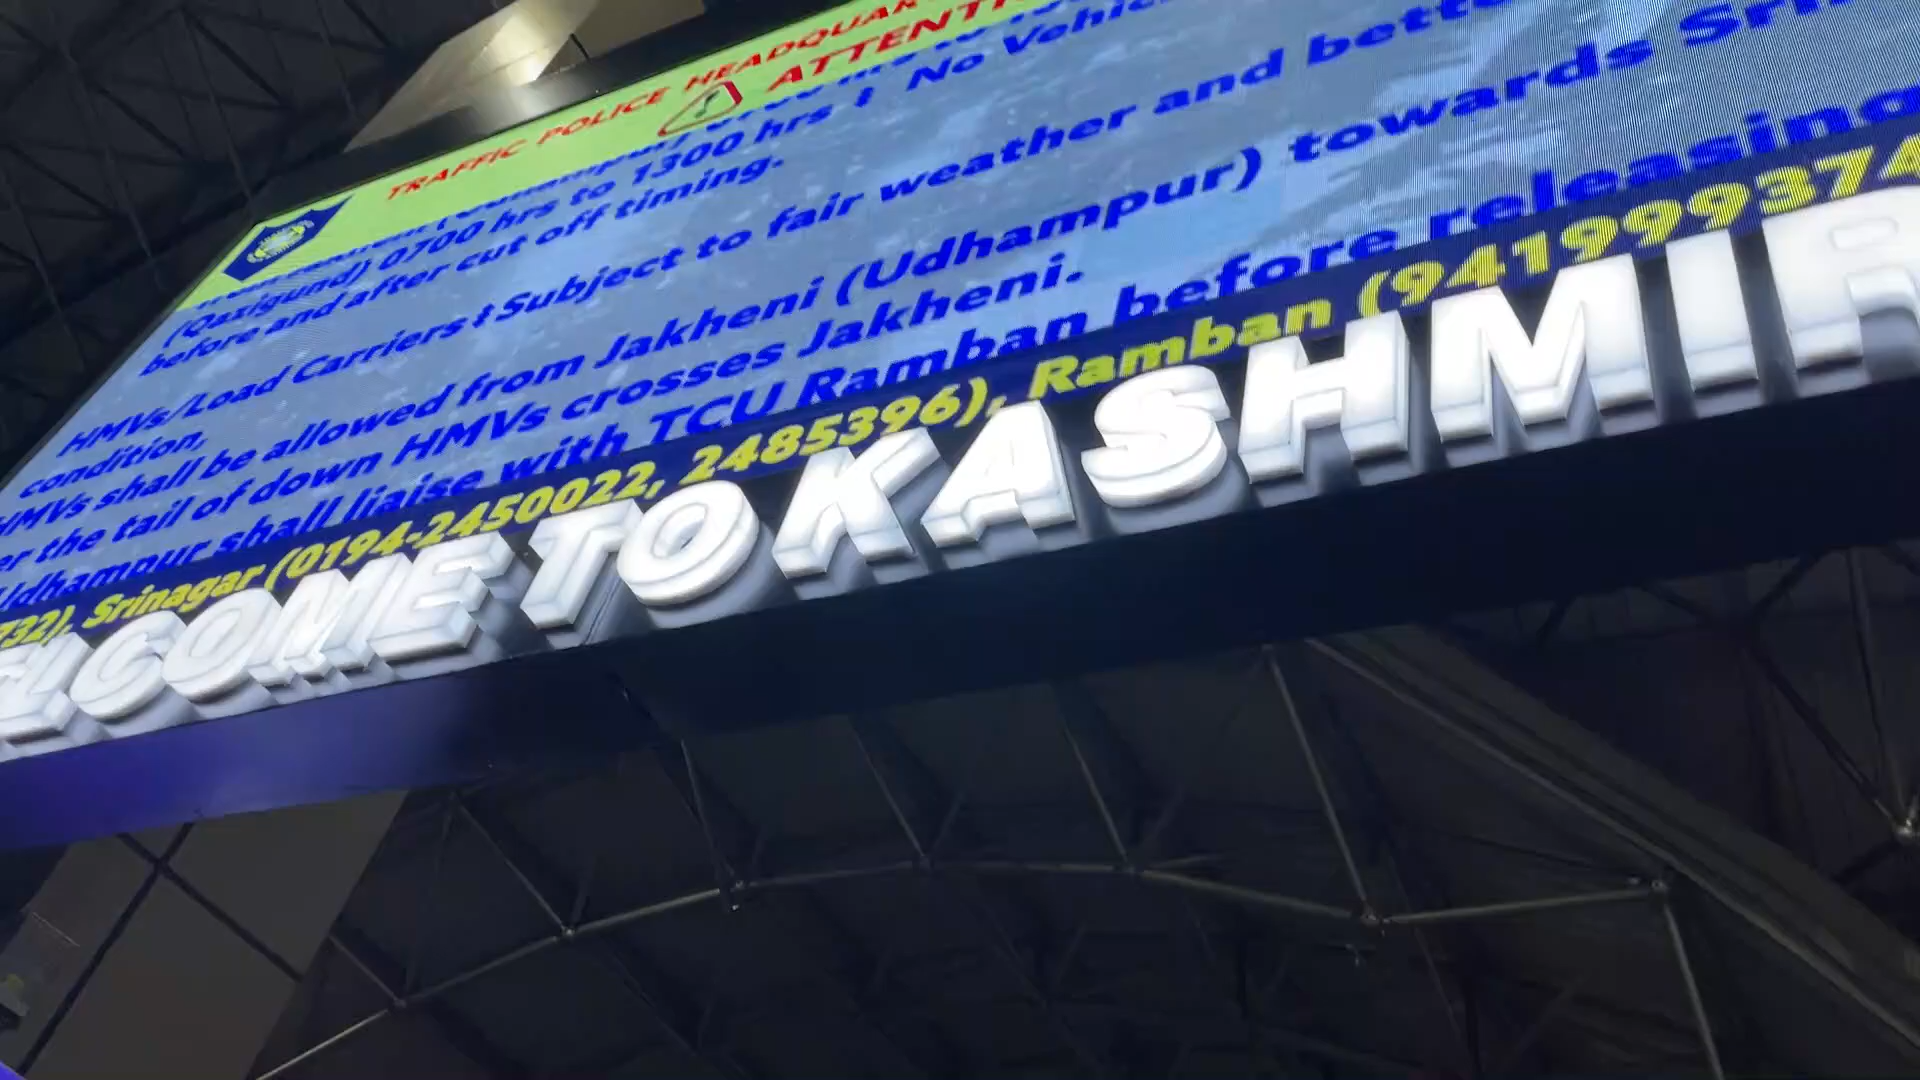 TRAFFIC POLICE HEADQUAR
ATTENT
(Qazigund) 0700 hrs to 1300 hrs : No Vehic
before and after cut off timing.
HMVs/Load Carriers : Subject to fair weather and bette
condition,
HMVs shall be allowed from Jakheni (Udhampur) towards Sri
er the tail of down HMVs crosses Jakheni.
Udhampur shall liaise with TCU Ramban before releasing
732), Srinagar (0194-2450022, 2485396), Ramban (941999374
ELCOME TO KASHMIR